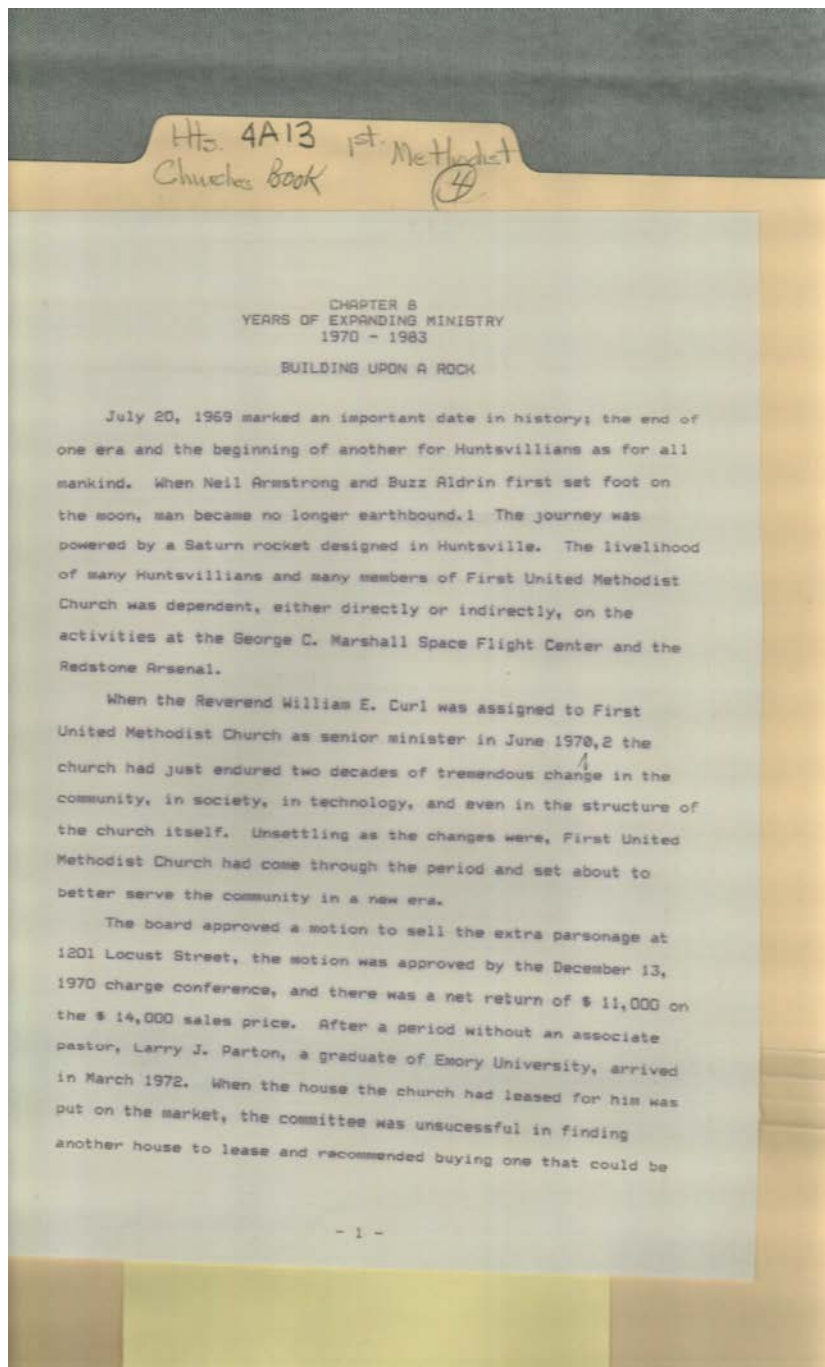 Hts. 4A13 1st. Methodist
Churches Book 4
CHAPTER 8
YEARS OF EXPANDING MINISTRY
1970 - 1983
BUILDING UPON A ROCK
July 20, 1969 marked an important date in history; the end of
one era and the beginning of another for Huntsvillians as for all
mankind. When Neil Armstrong and Buzz Aldrin first set foot on
the moon, man became no longer earthbound.1 The journey was
powered by a Saturn rocket designed in Huntsville. The livelihood
of many Huntsvillians and many members of First United Methodist
Church was dependent, either directly or indirectly, on the
activities at the George C. Marshall Space Flight Center and the
Redstone Arsenal.
When the Reverend William E. Curl was assigned to First
United Methodist Church as senior minister in June 1970,2 the
church had just endured two decades of tremendous change in the
community, in society, in technology, and even in the structure of
the church itself. Unsettling as the changes were, First United
Methodist Church had come through the period and set about to
better serve the community in a new era.
The board approved a motion to sell the extra parsonage at
1201 Locust Street, the motion was approved by the December 13,
1970 charge conference, and there was a net return of $ 11,000 on
the $ 14,000 sales price. After a period without an associate
pastor, Larry J. Parton, a graduate of Emory University, arrived
in March 1972. When the house the church had leased for him was
put on the market, the committee was unsucessful in finding
another house to lease and recommended buying one that could be
- 1 -